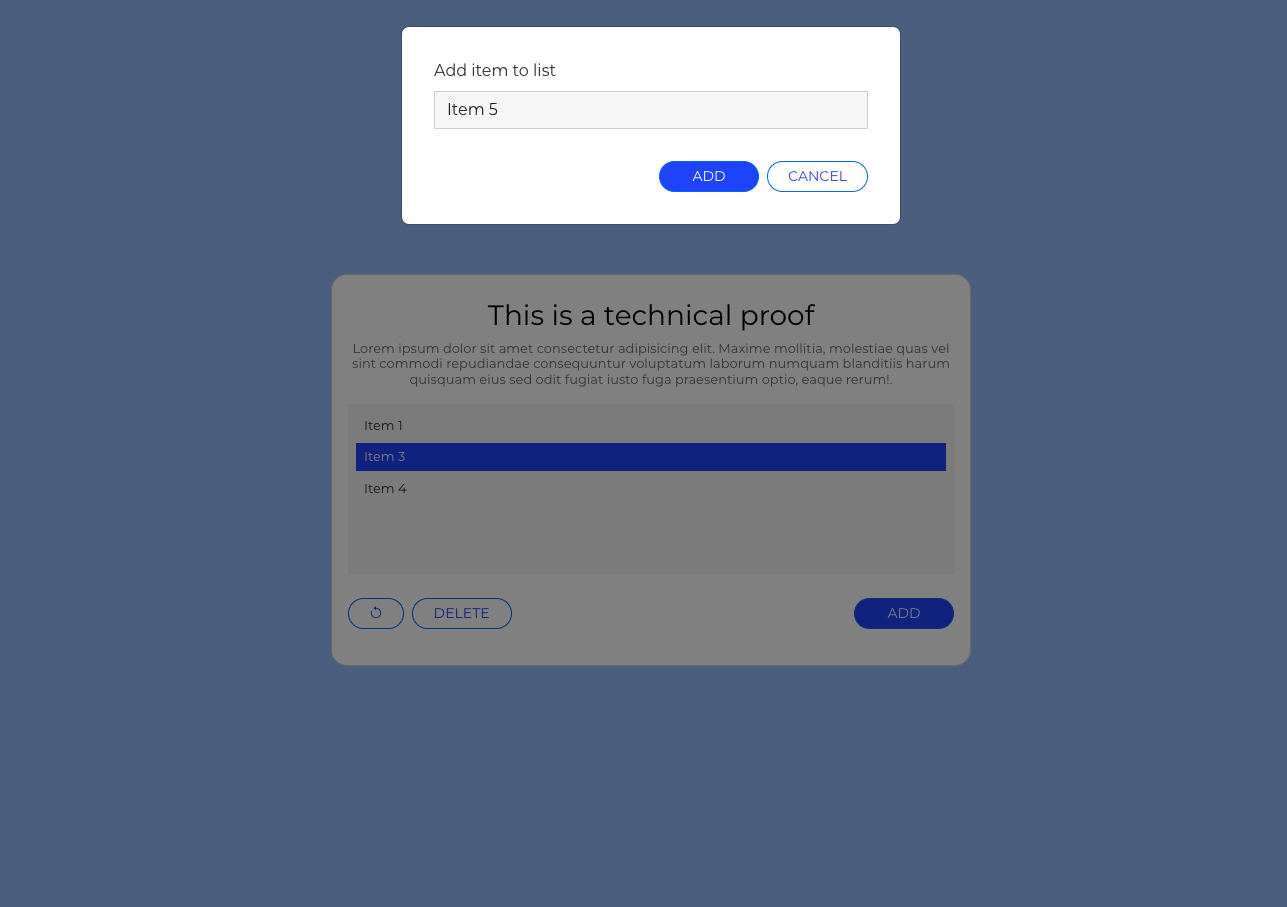 Add item to list
Item 5
ADD
CANCEL
This is a technical proof
Lorem ipsum dolor sit amet consectetur adipisicing elit. Maxime mollitia, molestiae quas vel
sint commodi repudiandae consequuntur voluptatum laborum numquam blanditiis harum
quisquam eius sed odit fugiat iusto fuga praesentium optio, eaque rerum!.
Item 1
Item 3
Item 4
DELETE
ADD